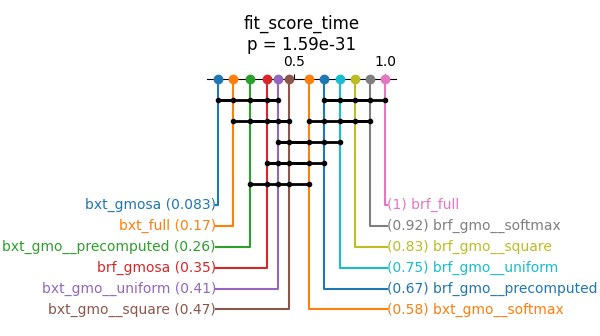 fit_score_time
p = 1.59e-31
0.5 1.0
bxt_gmosa (0.083) (1) brf_full
bxt_full (0.17) (0.92) brf_gmo__softmax
bxt_gmo__precomputed (0.26) (0.83) brf_gmo__square
brf_gmosa (0.35) (0.75) brf_gmo__uniform
bxt_gmo__uniform (0.41) (0.67) brf_gmo__precomputed
bxt_gmo__square (0.47) (0.58) bxt_gmo__softmax